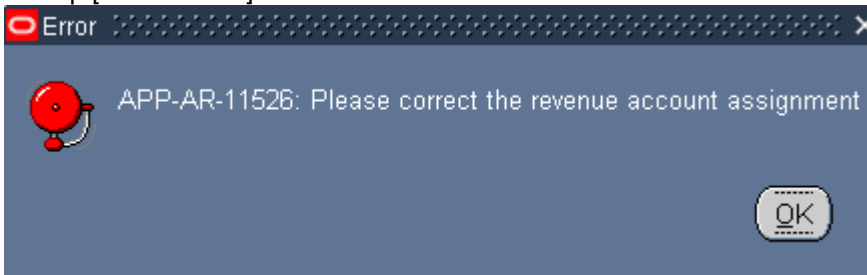 Error
APP-AR-11526: Please correct the revenue account assignment
OK